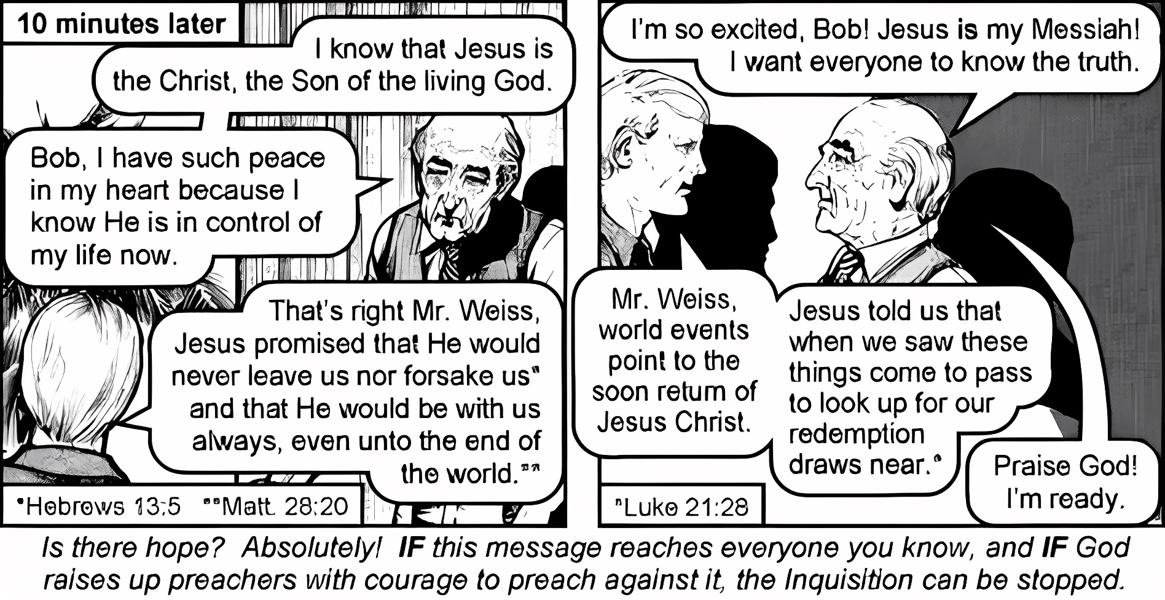 10 minutes later
I know that Jesus is
the Christ, the Son of the living God.
Bob, I have such peace
in my heart because I
know He is in control of
my life now.
That's right Mr. Weiss,
Jesus promised that He would
never leave us nor forsake us*
and that He would be with us
always, even unto the end of
the world.**
*Hebrews 13:5 **Matt. 28:20
I'm so excited, Bob! Jesus is my Messiah!
I want everyone to know the truth.
Mr. Weiss,
world events
point to the
soon return of
Jesus Christ.
Jesus told us that
when we saw these
things come to pass
to look up for our
redemption
draws near.*
Praise God!
I'm ready.
*Luke 21:28
Is there hope? Absolutely! IF this message reaches everyone you know, and IF God
raises up preachers with courage to preach against it, the Inquisition can be stopped.